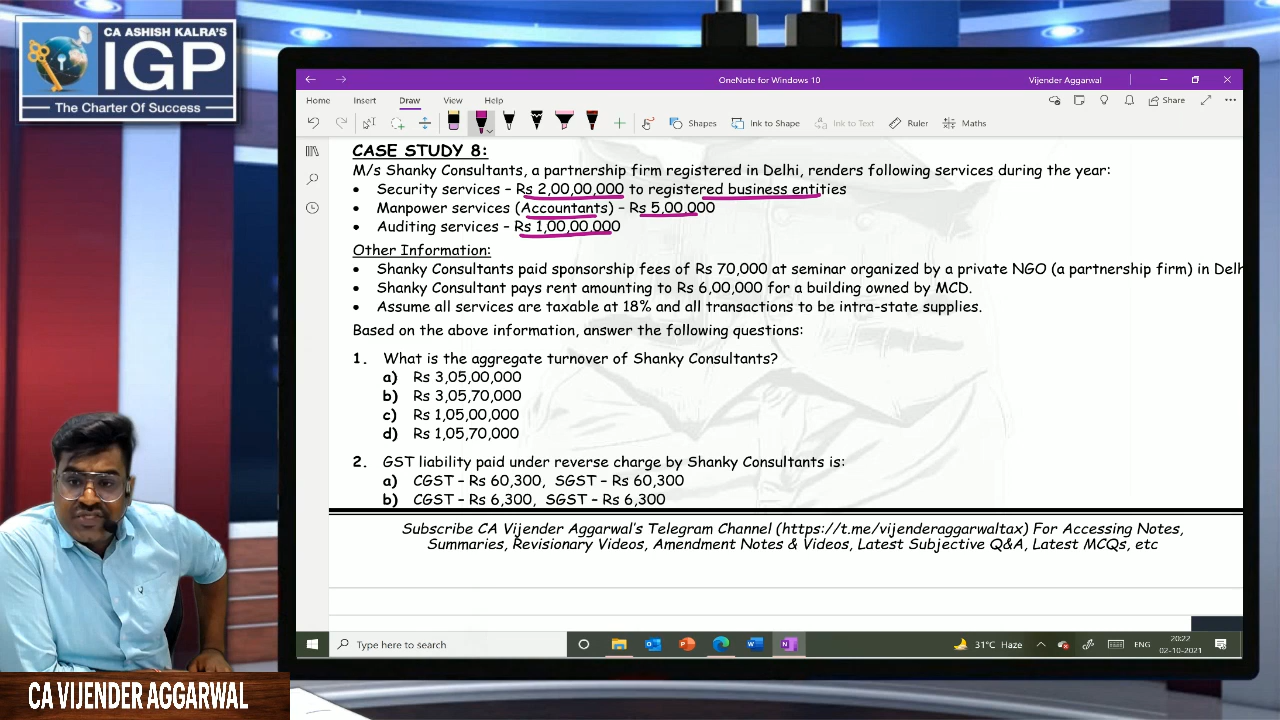 CA ASHISH KALRA'S
IGP
The Charter Of Success
OneNote for Windows 10
Vijender Aggarwal
Home Insert Draw View Help
Share
Shapes Ink to Shape Ink to Text Ruler Maths
CASE STUDY 8:
M/s Shanky Consultants, a partnership firm registered in Delhi, renders following services during the year:
• Security services – Rs 2,00,00,000 to registered business entities
• Manpower services (Accountants) – Rs 5,00,000
• Auditing services – Rs 1,00,00,000
Other Information:
• Shanky Consultants paid sponsorship fees of Rs 70,000 at seminar organized by a private NGO (a partnership firm) in Delh
• Shanky Consultant pays rent amounting to Rs 6,00,000 for a building owned by MCD.
• Assume all services are taxable at 18% and all transactions to be intra-state supplies.
Based on the above information, answer the following questions:
1. What is the aggregate turnover of Shanky Consultants?
a) Rs 3,05,00,000
b) Rs 3,05,70,000
c) Rs 1,05,00,000
d) Rs 1,05,70,000
2. GST liability paid under reverse charge by Shanky Consultants is:
a) CGST – Rs 60,300, SGST – Rs 60,300
b) CGST – Rs 6,300, SGST – Rs 6,300
Subscribe CA Vijender Aggarwal's Telegram Channel (https://t.me/vijenderaggarwaltax) For Accessing Notes,
Summaries, Revisionary Videos, Amendment Notes & Videos, Latest Subjective Q&A, Latest MCQs, etc
Type here to search
31°C Haze
ENG
20:22
02-10-2021
CA VIJENDER AGGARWAL